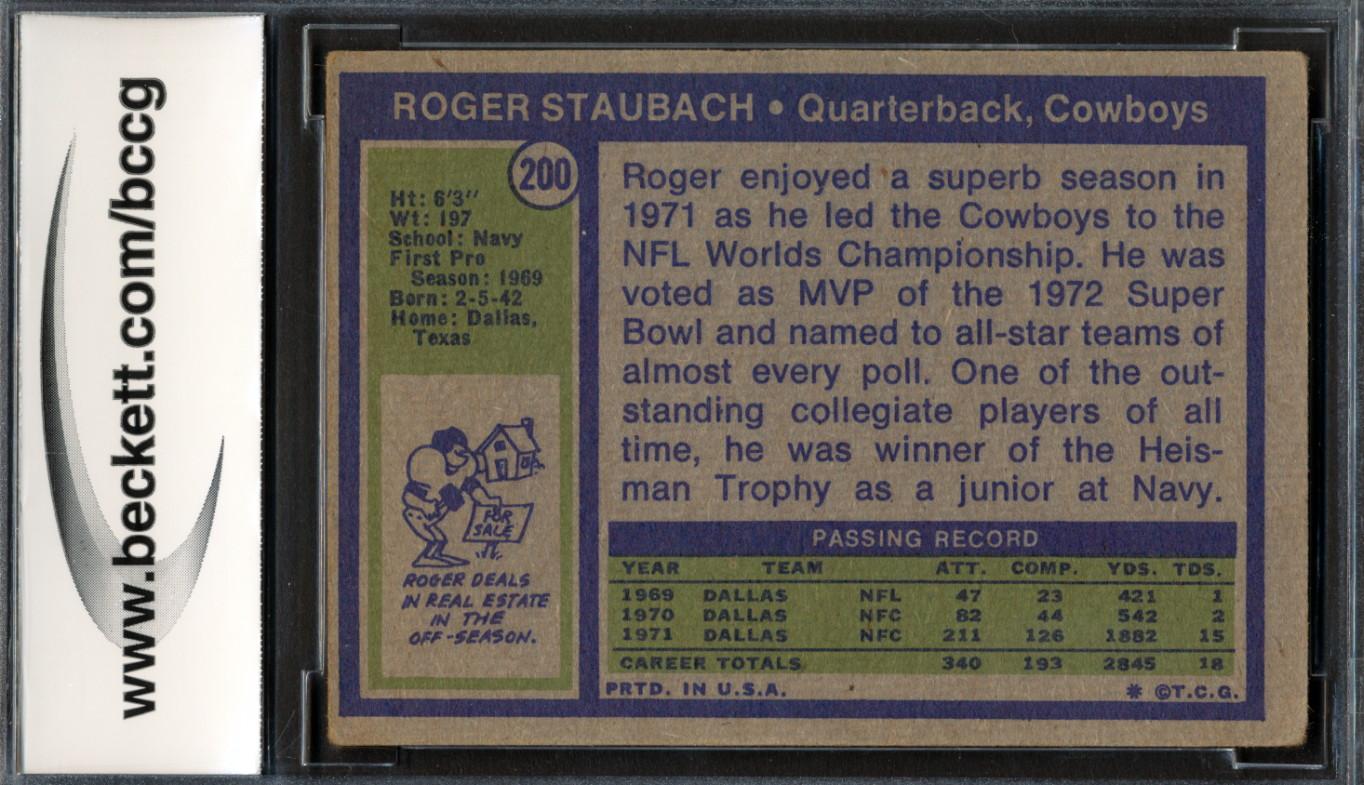 www.beckett.com/bccg
ROGER STAUBACH • Quarterback, Cowboys
200
Ht: 6'3''
Wt: 197
School: Navy
First Pro
Season: 1969
Born: 2-5-42
Home: Dallas,
Texas
FOR
SALE
ROGER DEALS
IN REAL ESTATE
IN THE
OFF-SEASON.
Roger enjoyed a superb season in
1971 as he led the Cowboys to the
NFL Worlds Championship. He was
voted as MVP of the 1972 Super
Bowl and named to all-star teams of
almost every poll. One of the out-
standing collegiate players of all
time, he was winner of the Heis-
man Trophy as a junior at Navy.
PASSING RECORD
YEAR TEAM ATT. COMP. YDS. TDS.
1969 DALLAS NFL 47 23 421 1
1970 DALLAS NFC 82 44 542 2
1971 DALLAS NFC 211 126 1882 15
CAREER TOTALS 340 193 2845 18
PRTD. IN U.S.A. * ©T.C.G.